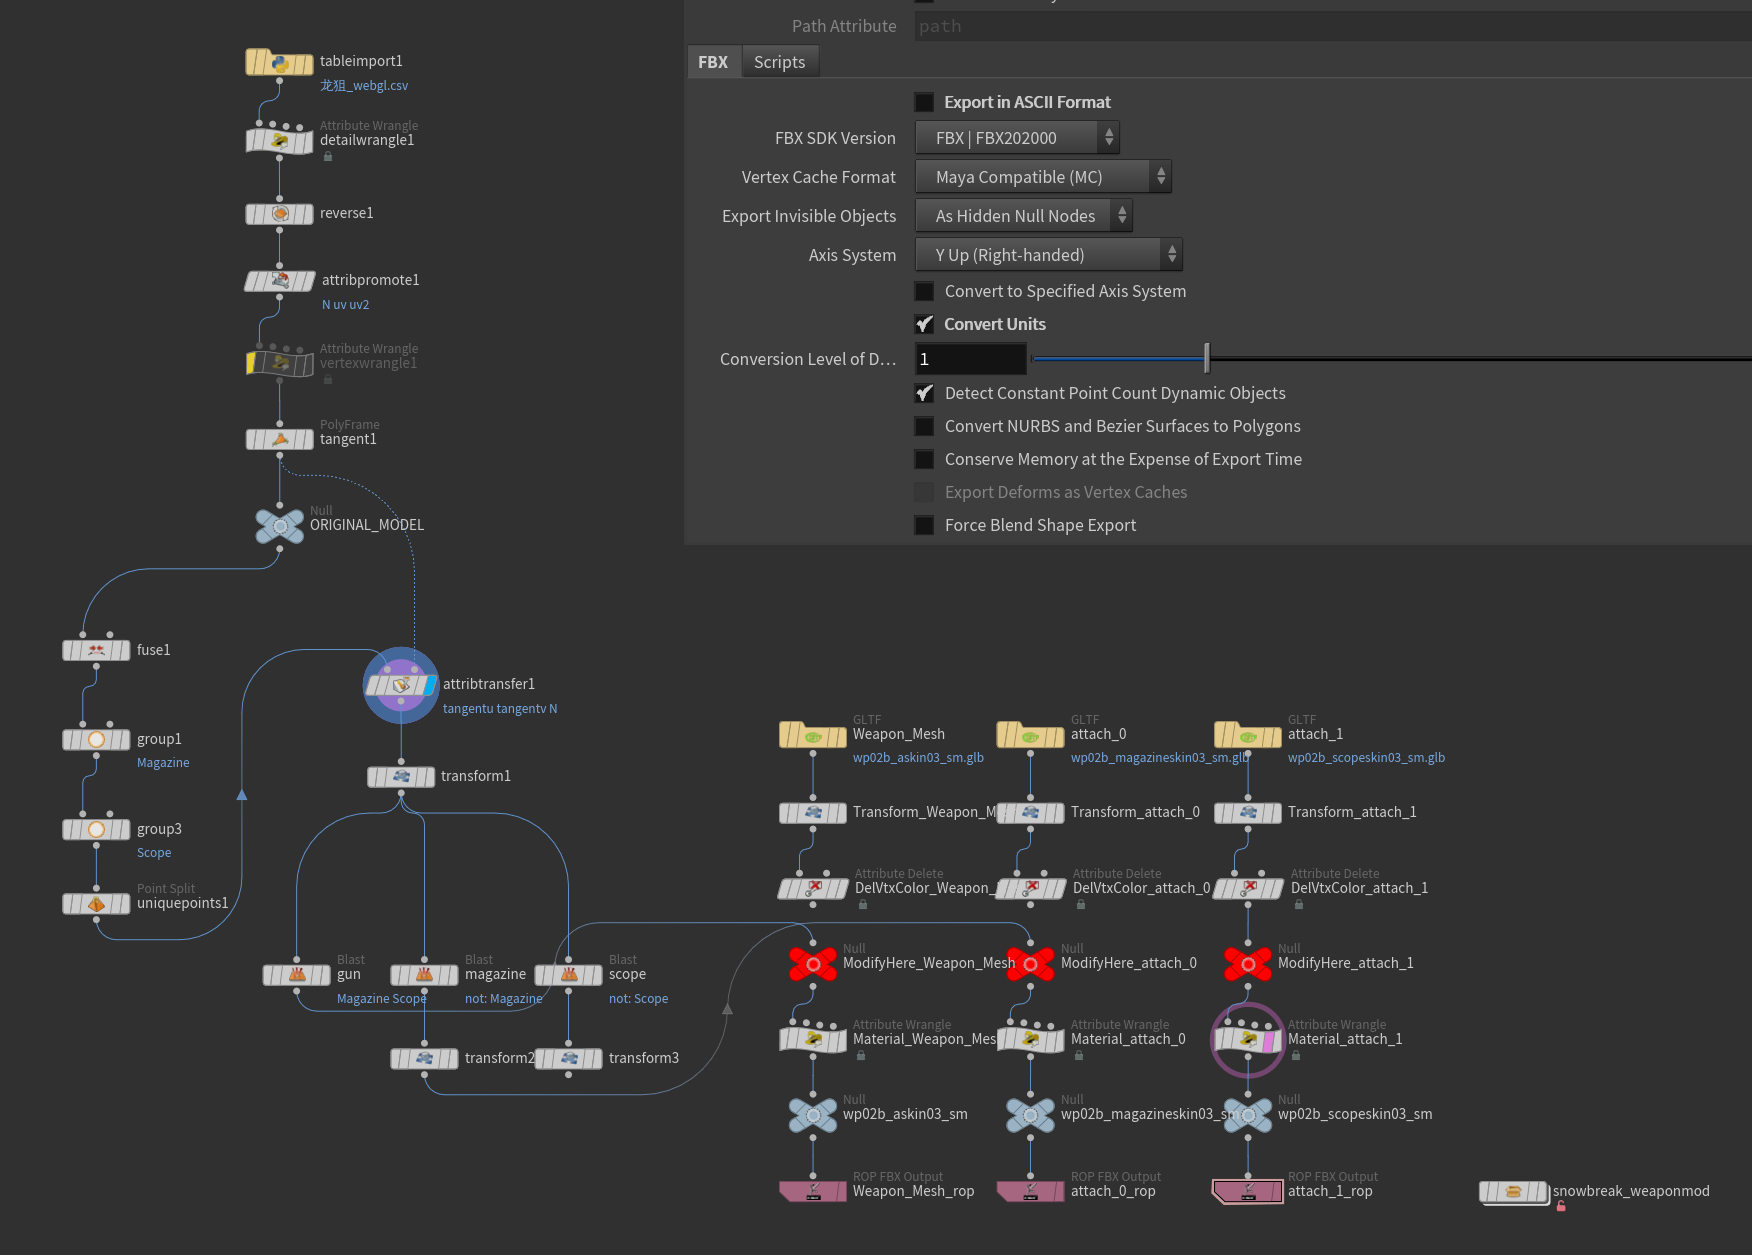 Path Attribute
path
FBX
Scripts
Export in ASCII Format
FBX SDK Version
FBX | FBX202000
Vertex Cache Format
Maya Compatible (MC)
Export Invisible Objects
As Hidden Null Nodes
Axis System
Y Up (Right-handed)
Convert to Specified Axis System
Convert Units
Conversion Level of D...
1
Detect Constant Point Count Dynamic Objects
Convert NURBS and Bezier Surfaces to Polygons
Conserve Memory at the Expense of Export Time
Export Deforms as Vertex Caches
Force Blend Shape Export
tableimport1
龙狙_webgl.csv
Attribute Wrangle
detailwrangle1
reverse1
attribpromote1
N uv uv2
Attribute Wrangle
vertexwrangle1
PolyFrame
tangent1
Null
ORIGINAL_MODEL
fuse1
group1
Magazine
group3
Scope
Point Split
uniquepoints1
attribtransfer1
tangentu tangentv N
transform1
Blast
gun
Magazine Scope
Blast
magazine
not: Magazine
Blast
scope
not: Scope
transform2
transform3
GLTF
Weapon_Mesh
wp02b_askin03_sm.glb
GLTF
attach_0
wp02b_magazineskin03_sm.glb
GLTF
attach_1
wp02b_scopeskin03_sm.glb
Transform_Weapon_M
Transform_attach_0
Transform_attach_1
Attribute Delete
DelVtxColor_Weapon_
Attribute Delete
DelVtxColor_attach_0
Attribute Delete
DelVtxColor_attach_1
Null
ModifyHere_Weapon_Mesh
Null
ModifyHere_attach_0
Null
ModifyHere_attach_1
Attribute Wrangle
Material_Weapon_Mes
Attribute Wrangle
Material_attach_0
Attribute Wrangle
Material_attach_1
Null
wp02b_askin03_sm
Null
wp02b_magazineskin03_sm
Null
wp02b_scopeskin03_sm
ROP FBX Output
Weapon_Mesh_rop
ROP FBX Output
attach_0_rop
ROP FBX Output
attach_1_rop
snowbreak_weaponmod